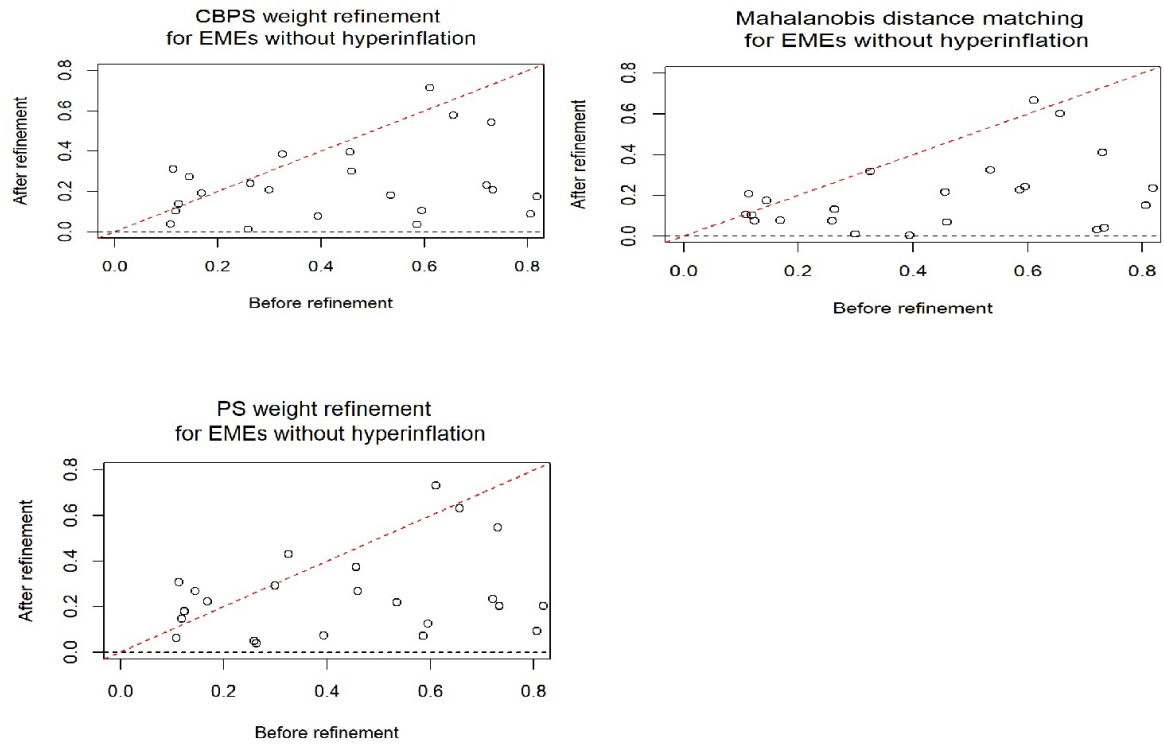 CBPS weight refinement
for EMEs without hyperinflation
After refinement
0.8
0.6
0.4
0.2
0.0
0.0 0.2 0.4 0.6 0.8
Before refinement
Mahalanobis distance matching
for EMEs without hyperinflation
After refinement
0.8
0.6
0.4
0.2
0.0
0.0 0.2 0.4 0.6 0.8
Before refinement
PS weight refinement
for EMEs without hyperinflation
After refinement
0.8
0.6
0.4
0.2
0.0
0.0 0.2 0.4 0.6 0.8
Before refinement